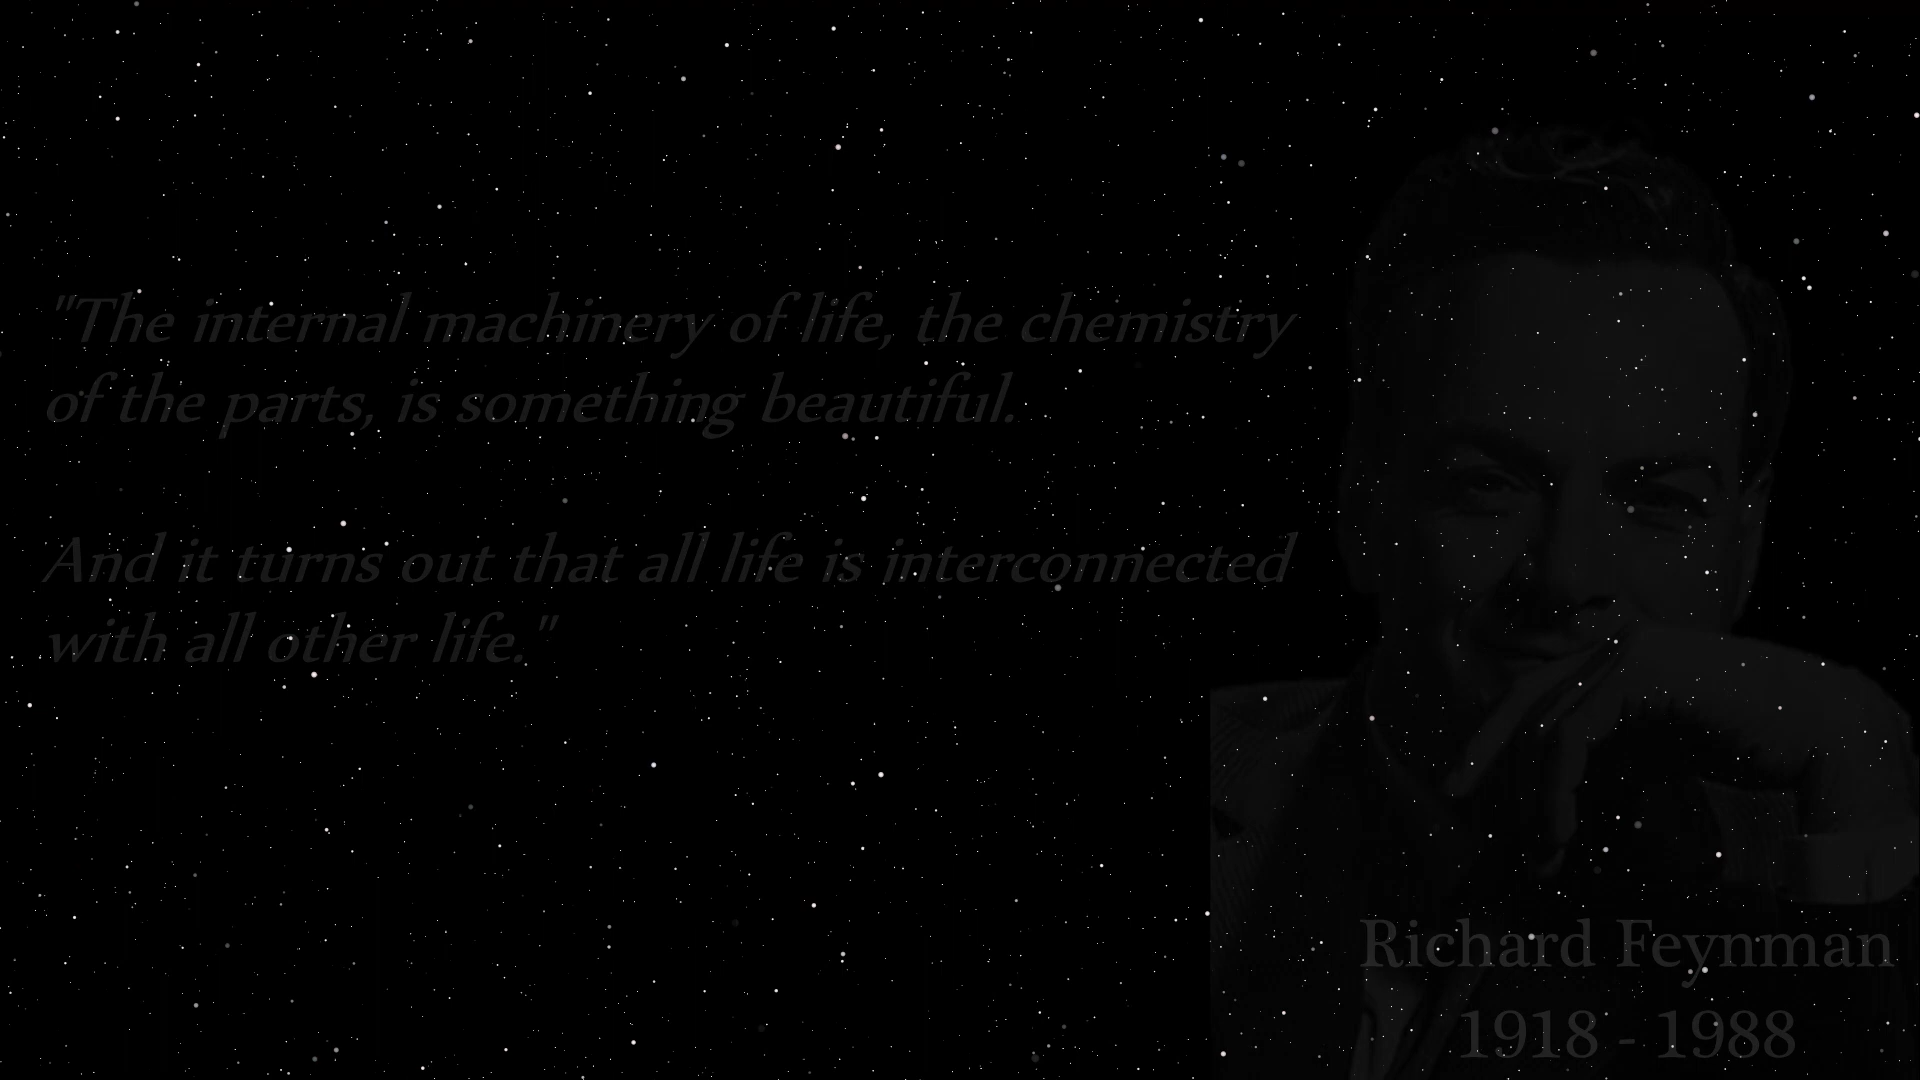 "The internal machinery of life, the chemistry
of the parts, is something beautiful.
And it turns out that all life is interconnected
with all other life."
Richard Feynman
1918 - 1988